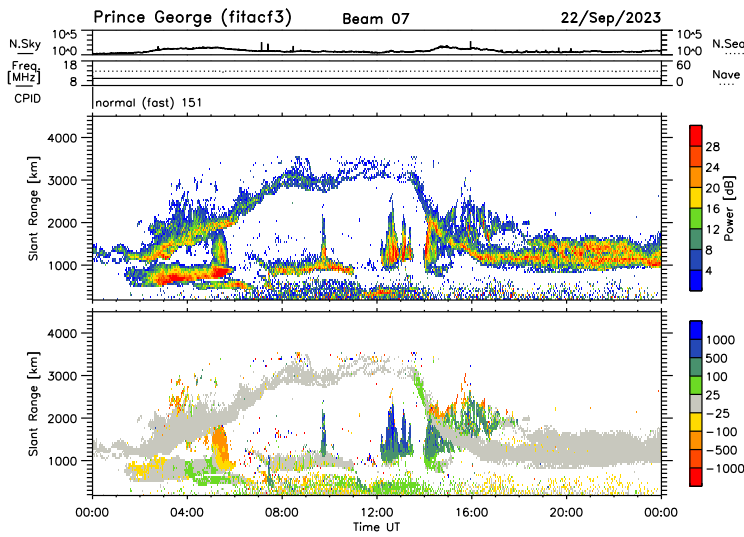 Prince George (fitacf3) Beam 07 22/Sep/2023
N.Sky 10^5 10^0 10^5 10^0 N.Sea
Freq. [MHz] 18 8 60 0 Nave
CPID normal (fast) 151
Slant Range [km] 4000 3000 2000 1000
28 24 20 16 12 8 4 Power [dB]
Slant Range [km] 4000 3000 2000 1000
1000 500 100 25 -25 -100 -500 -1000
00:00 04:00 08:00 12:00 16:00 20:00 00:00
Time UT